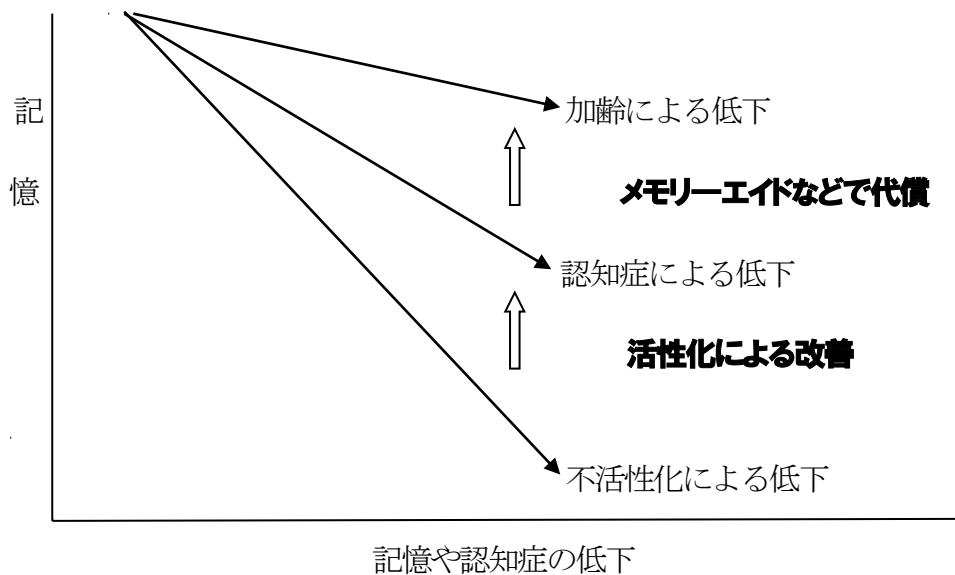 記憶
加齢による低下
メモリーエイドなどで代償
認知症による低下
活性化による改善
不活性化による低下
記憶や認知症の低下